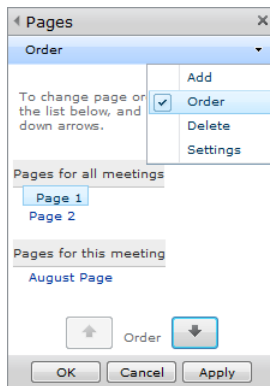 Pages
Order
Add
To change page or
Order
the list below, and
down arrows.
Delete
Settings
Pages for all meetings
Page 1
Page 2
Pages for this meeting
August Page
Order
OK Cancel Apply